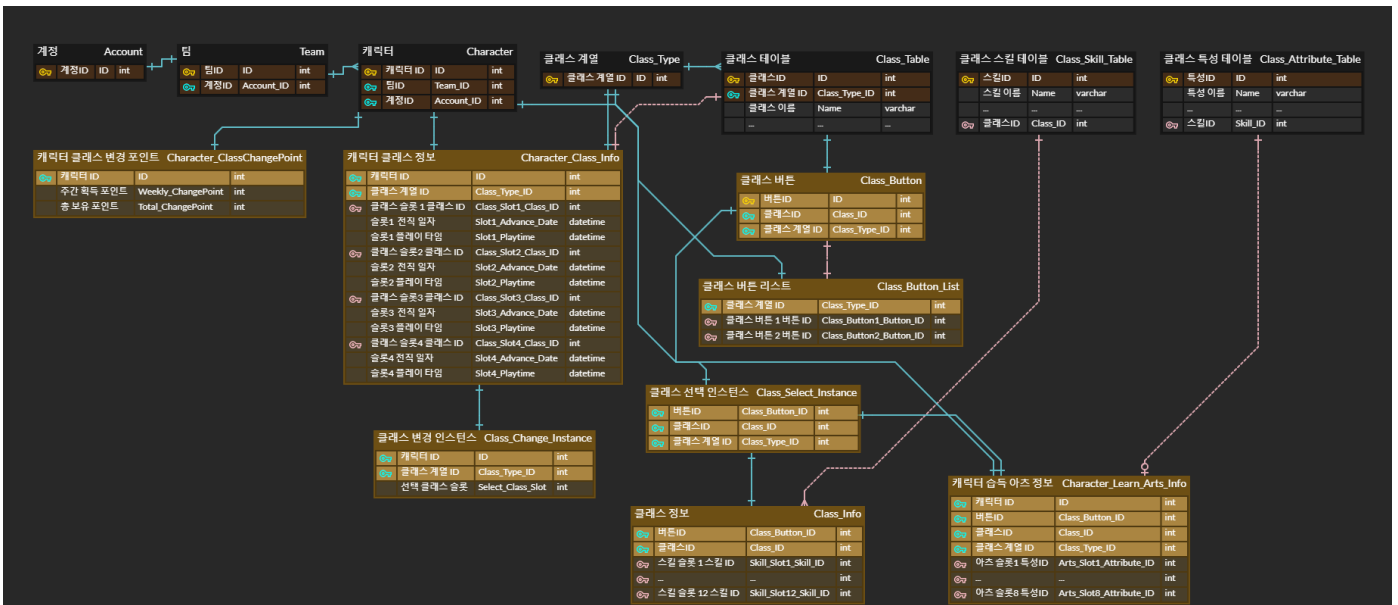 계정 Account
계정ID ID int
팀 Team
팀ID ID int
계정ID Account_ID int
캐릭터 Character
캐릭터 ID ID int
팀ID Team_ID int
계정ID Account_ID int
클래스 계열 Class_Type
클래스 계열 ID ID int
클래스 테이블 Class_Table
클래스ID ID int
클래스 계열 ID Class_Type_ID int
클래스 이름 Name varchar
... ... ...
클래스 스킬 테이블 Class_Skill_Table
스킬ID ID int
스킬 이름 Name varchar
... ... ...
클래스ID Class_ID int
클래스 특성 테이블 Class_Attribute_Table
특성ID ID int
특성 이름 Name varchar
... ... ...
스킬ID Skill_ID int
캐릭터 클래스 변경 포인트 Character_ClassChangePoint
캐릭터 ID ID int
주간 획득 포인트 Weekly_ChangePoint int
총 보유 포인트 Total_ChangePoint int
캐릭터 클래스 정보 Character_Class_Info
캐릭터 ID ID int
클래스 계열 ID Class_Type_ID int
클래스 슬롯 1 클래스 ID Class_Slot1_Class_ID int
슬롯1 전직 일자 Slot1_Advance_Date datetime
슬롯1 플레이 타임 Slot1_Playtime datetime
클래스 슬롯2 클래스 ID Class_Slot2_Class_ID int
슬롯2 전직 일자 Slot2_Advance_Date datetime
슬롯2 플레이 타임 Slot2_Playtime datetime
클래스 슬롯3 클래스 ID Class_Slot3_Class_ID int
슬롯3 전직 일자 Slot3_Advance_Date datetime
슬롯3 플레이 타임 Slot3_Playtime datetime
클래스 슬롯4 클래스 ID Class_Slot4_Class_ID int
슬롯4 전직 일자 Slot4_Advance_Date datetime
슬롯4 플레이 타임 Slot4_Playtime datetime
클래스 버튼 Class_Button
버튼ID ID int
클래스ID Class_ID int
클래스 계열 ID Class_Type_ID int
클래스 버튼 리스트 Class_Button_List
클래스 계열 ID Class_Type_ID int
클래스 버튼 1 버튼 ID Class_Button1_Button_ID int
클래스 버튼 2 버튼 ID Class_Button2_Button_ID int
클래스 선택 인스턴스 Class_Select_Instance
버튼ID Class_Button_ID int
클래스ID Class_ID int
클래스 계열 ID Class_Type_ID int
클래스 변경 인스턴스 Class_Change_Instance
캐릭터 ID ID int
클래스 계열 ID Class_Type_ID int
선택 클래스 슬롯 Select_Class_Slot int
클래스 정보 Class_Info
버튼ID Class_Button_ID int
클래스ID Class_ID int
스킬 슬롯 1 스킬 ID Skill_Slot1_Skill_ID int
... ... int
스킬 슬롯 12 스킬 ID Skill_Slot12_Skill_ID int
캐릭터 습득 아츠 정보 Character_Learn_Arts_Info
캐릭터 ID ID int
버튼ID Class_Button_ID int
클래스ID Class_ID int
클래스 계열 ID Class_Type_ID int
아츠 슬롯1 특성ID Arts_Slot1_Attribute_ID int
... ... int
아츠 슬롯8 특성ID Arts_Slot8_Attribute_ID int